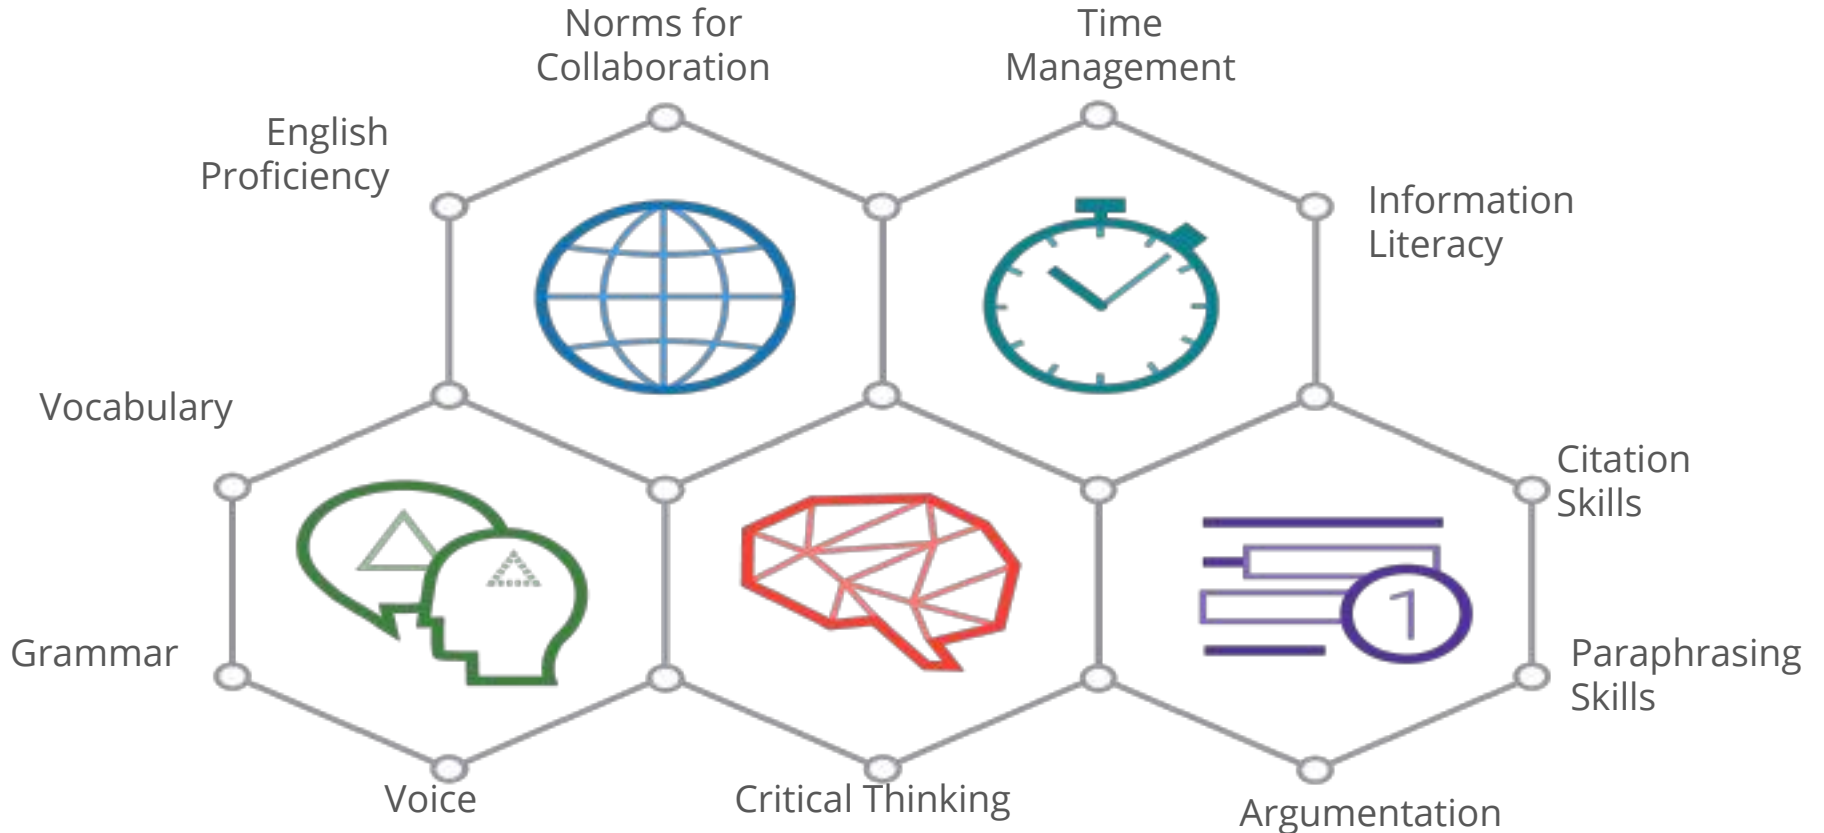 Norms for
Collaboration
Time
Management
English
Proficiency
Information
Literacy
Vocabulary
Citation
Skills
1
Grammar
Paraphrasing
Skills
Voice
Critical Thinking
Argumentation